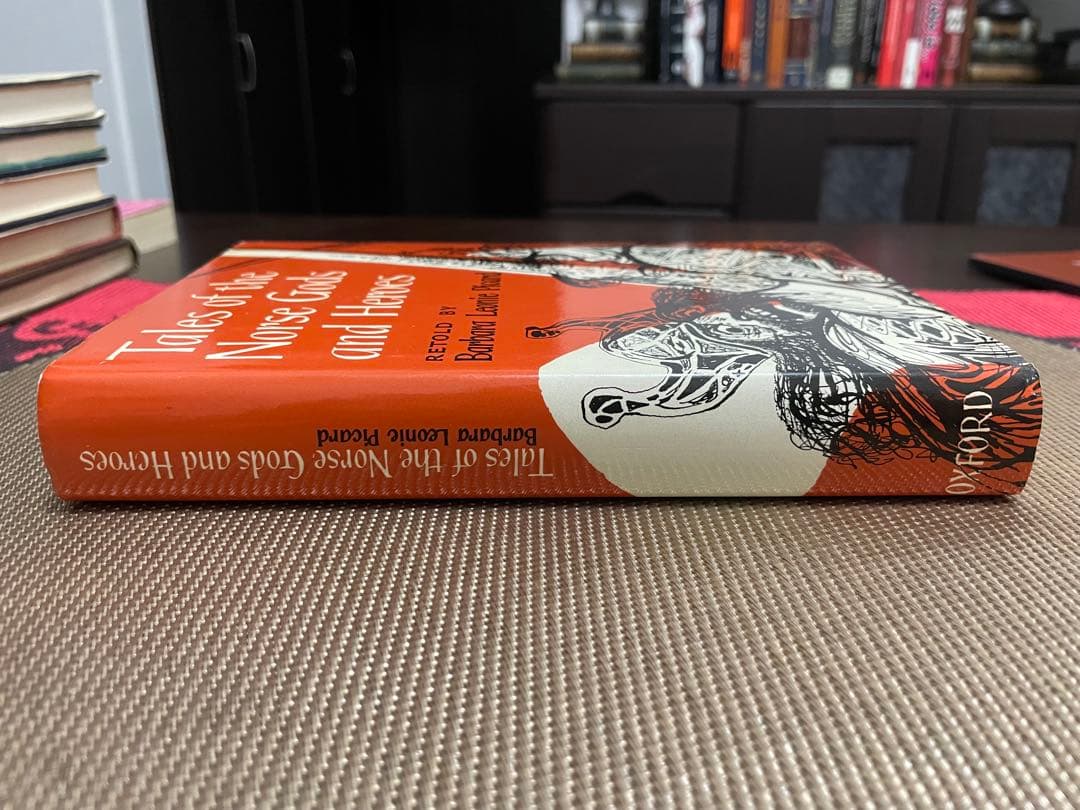 Tales of the
Norse Gods
and Heroes
RETOLD BY
Barbara Leonie Picard
Tales of the Norse Gods and Heroes
Barbara Leonie Picard
OXFORD